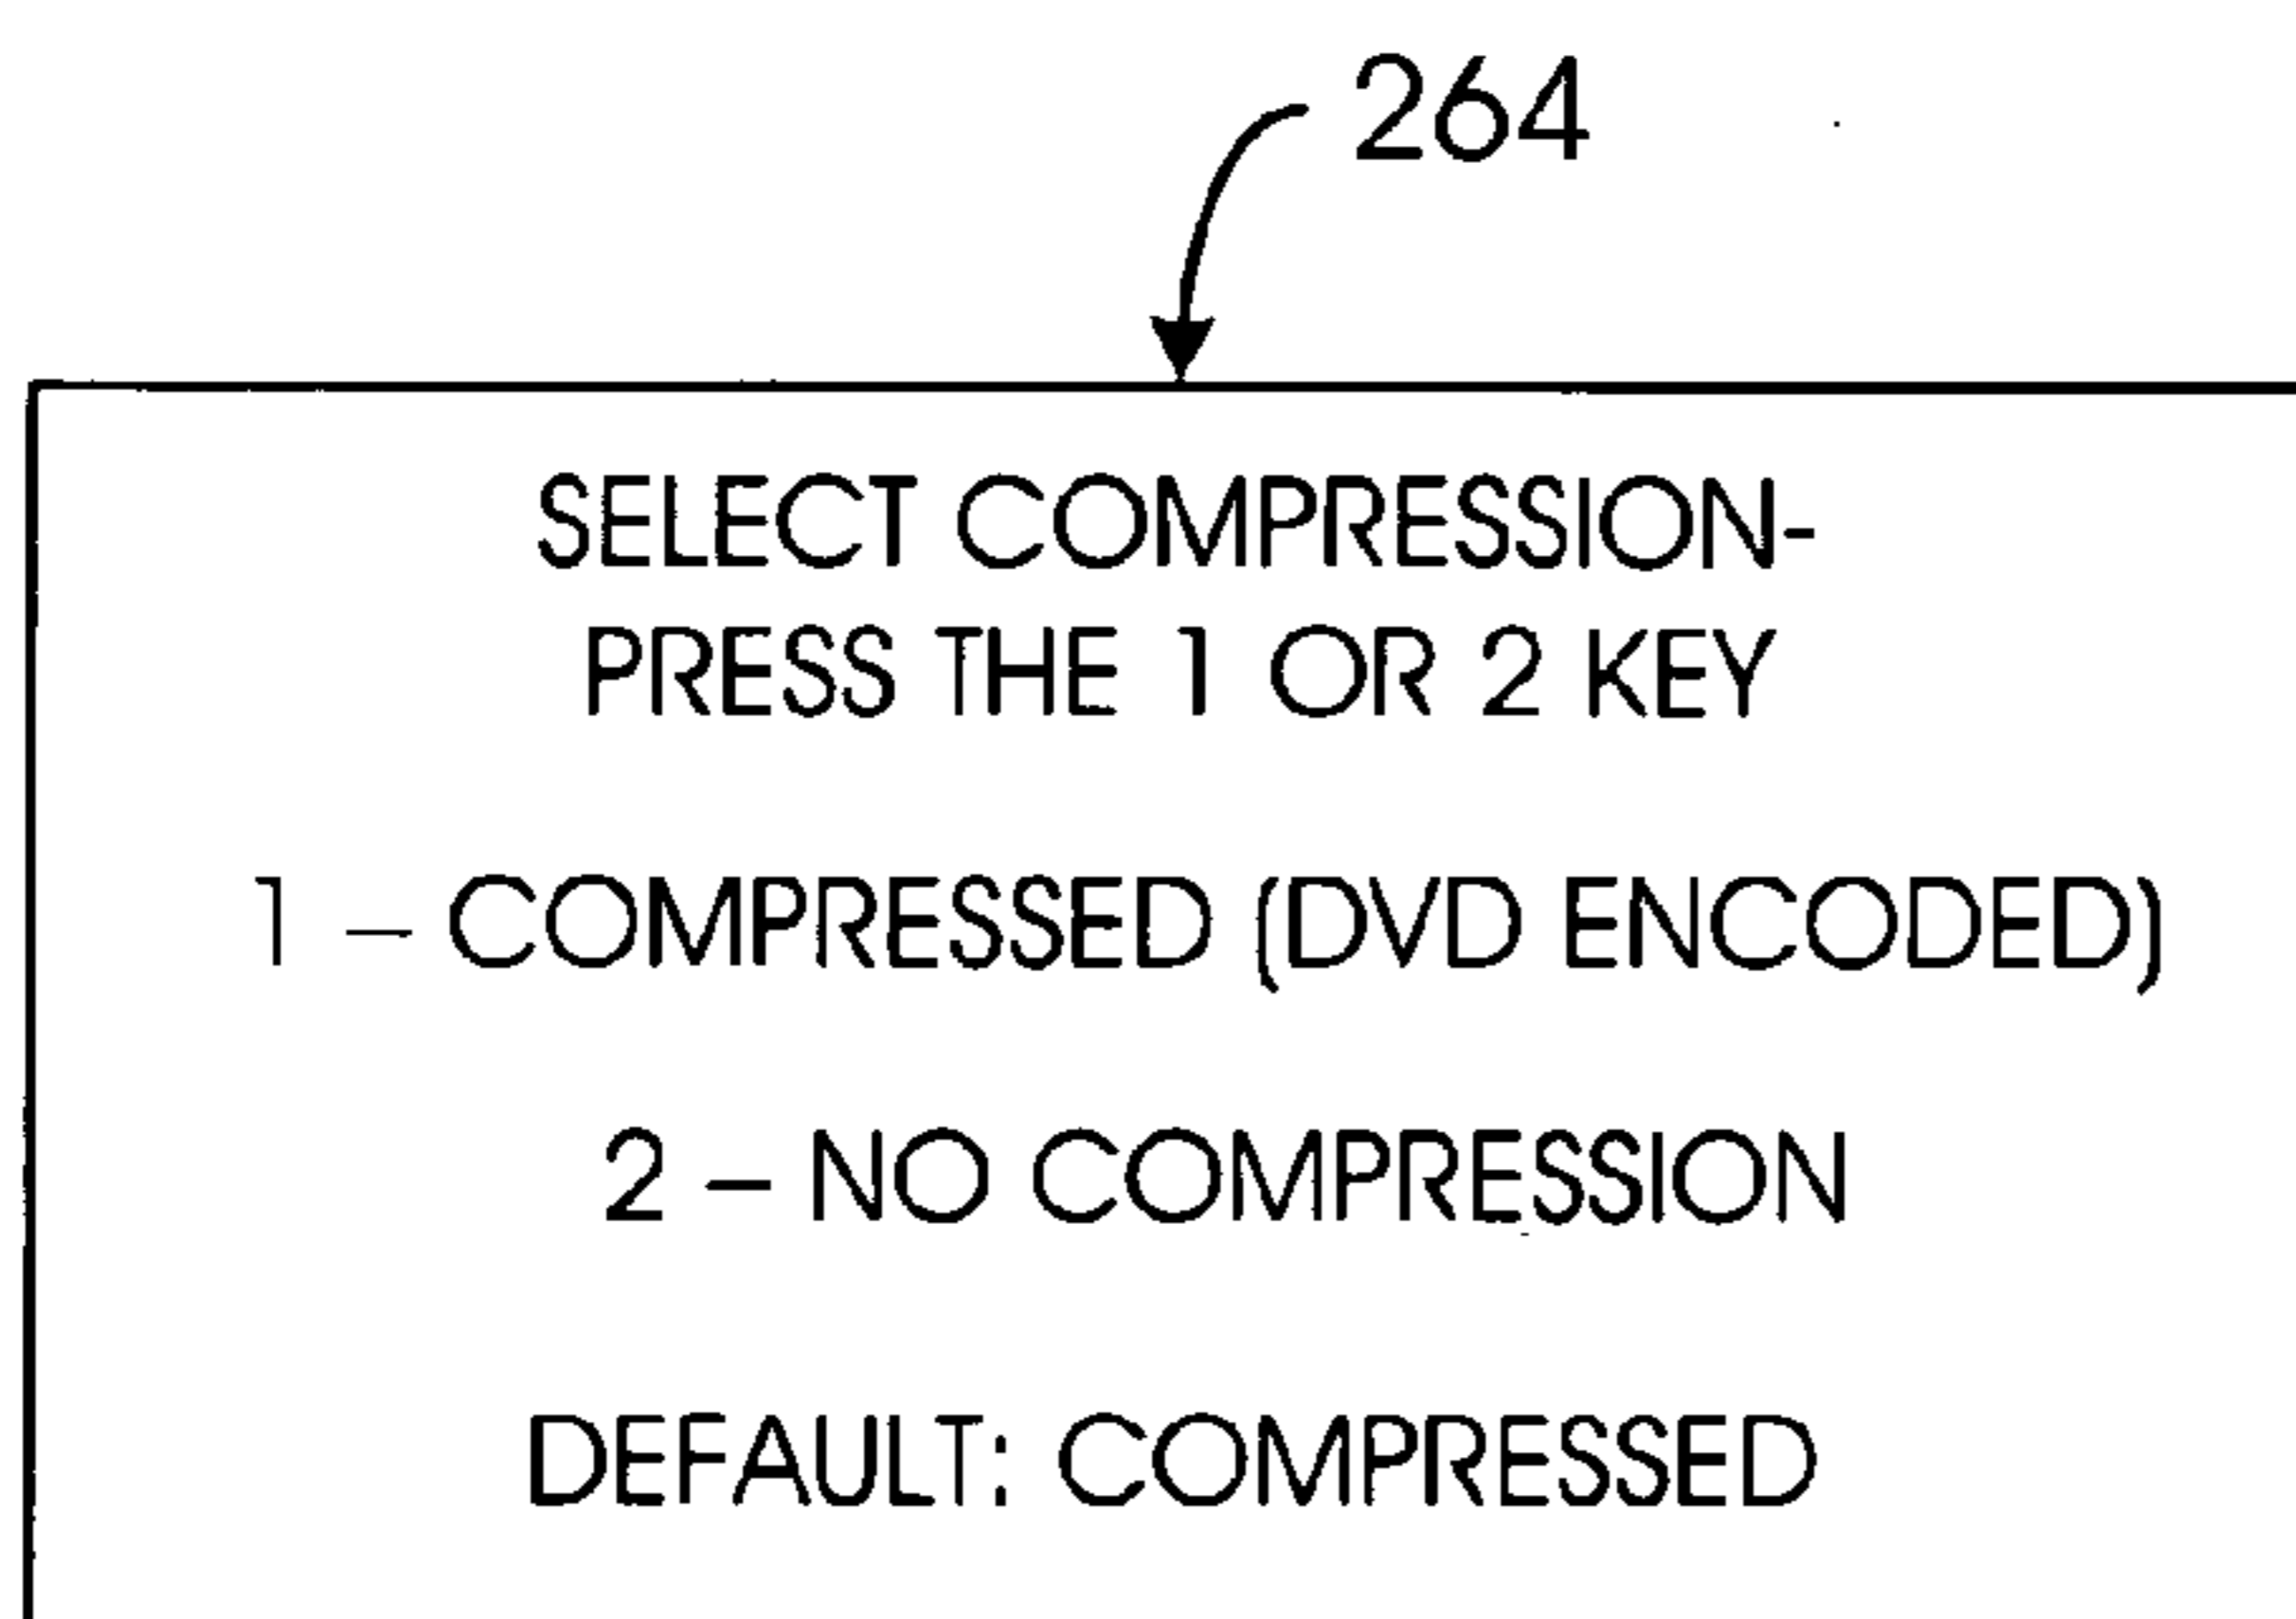 264
SELECT COMPRESSION-
PRESS THE 1 OR 2 KEY
1 – COMPRESSED (DVD ENCODED)
2 – NO COMPRESSION
DEFAULT: COMPRESSED